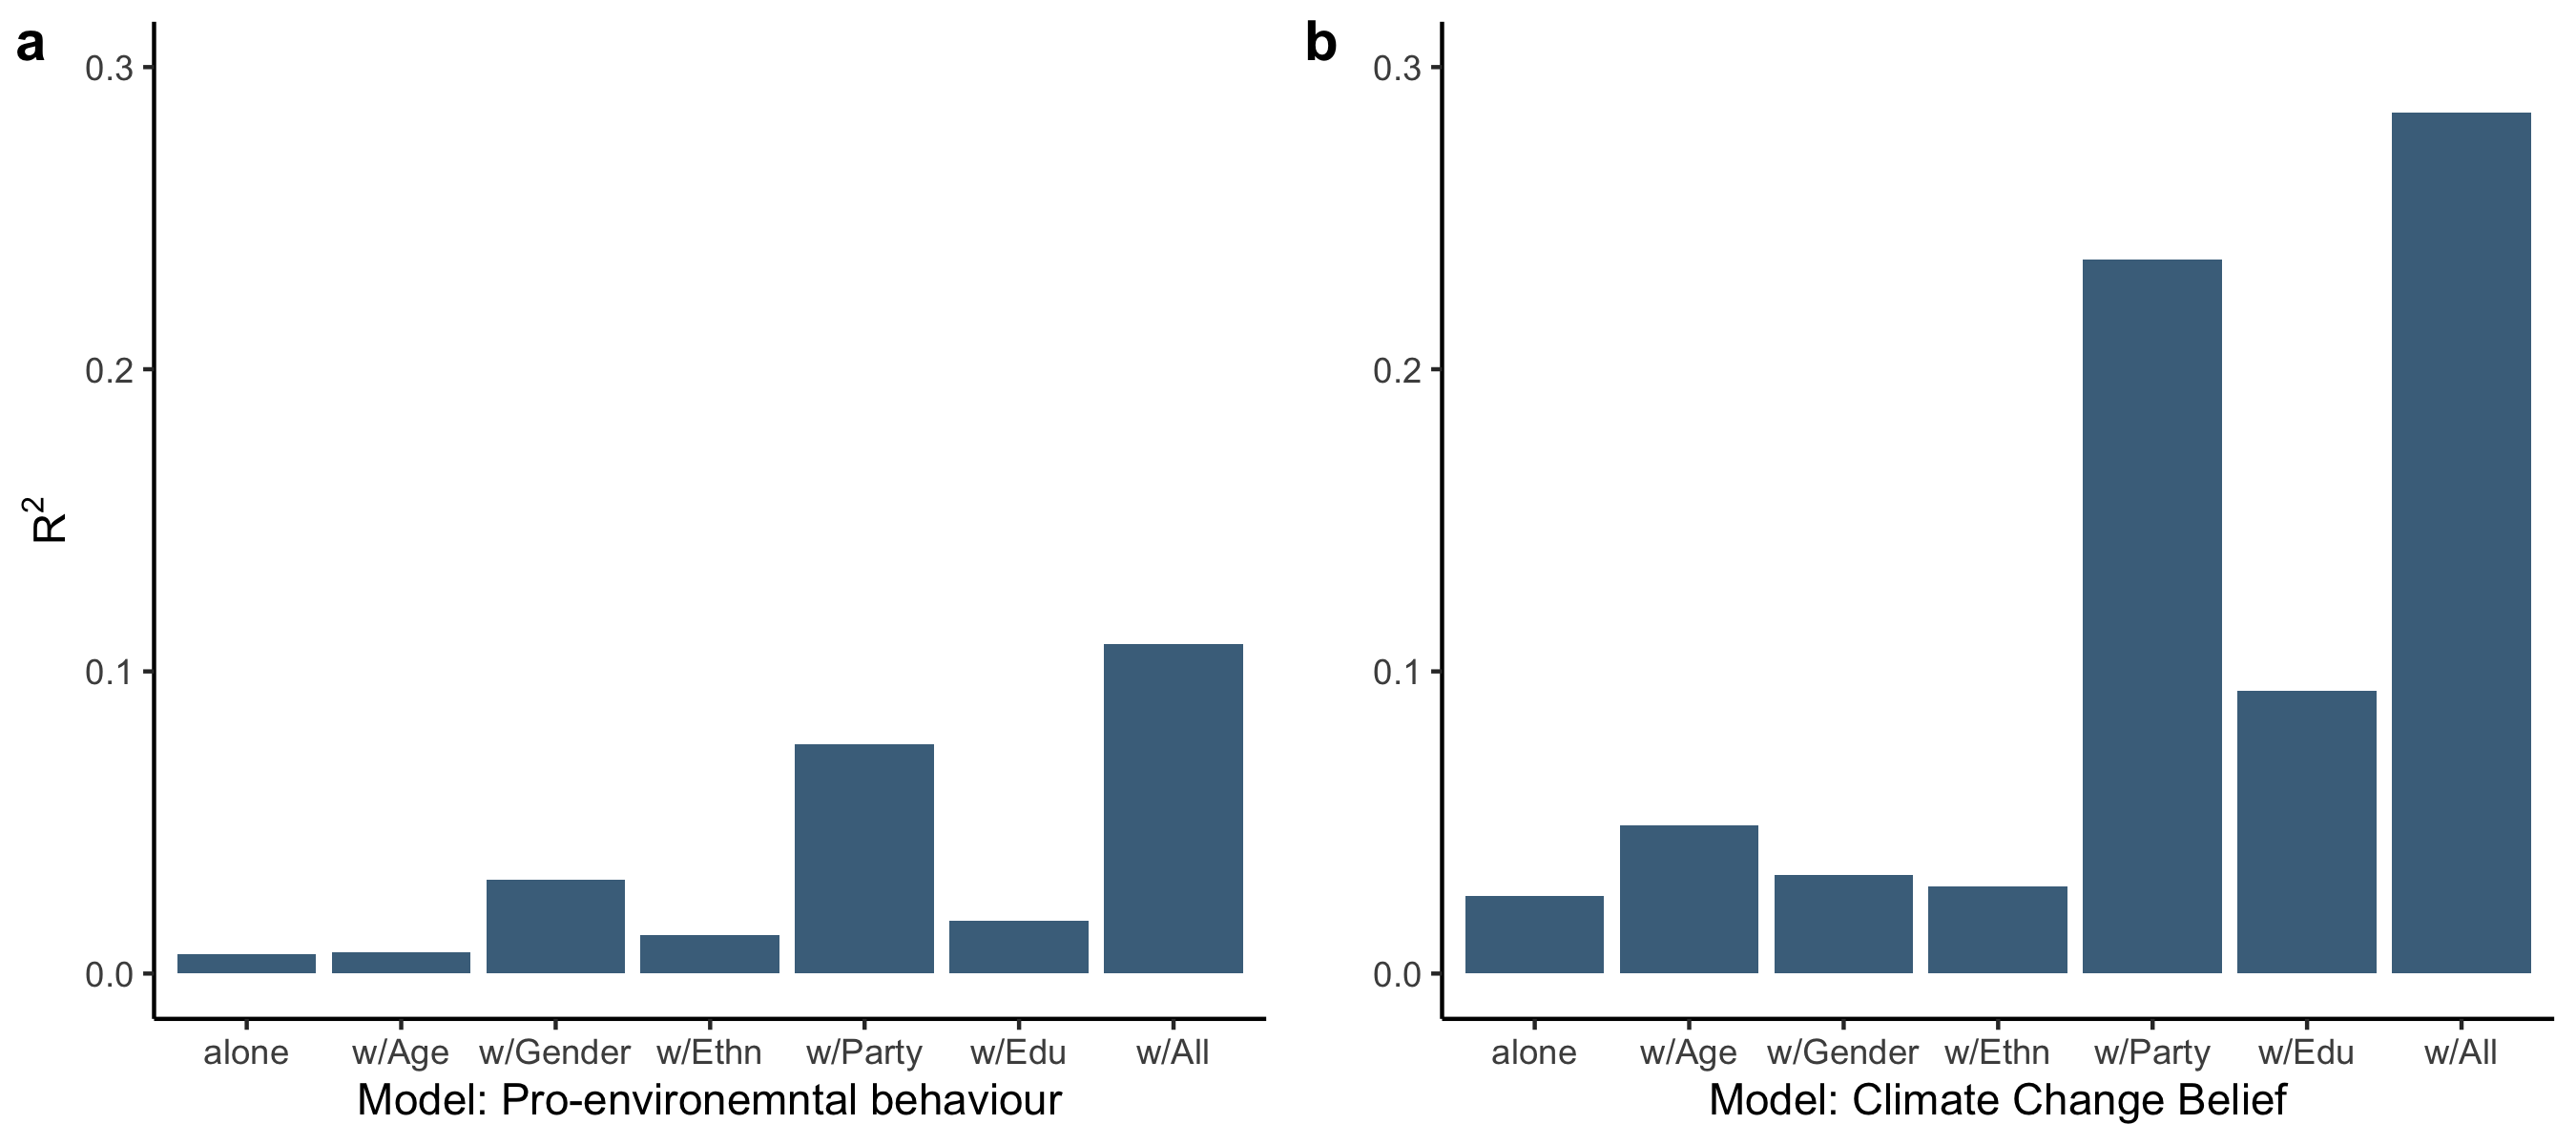 a
0.3
0.2
0.1
0.0
R²
alone w/Age w/Gender w/Ethn w/Party w/Edu w/All
Model: Pro-environemntal behaviour
b
0.3
0.2
0.1
0.0
alone w/Age w/Gender w/Ethn w/Party w/Edu w/All
Model: Climate Change Belief